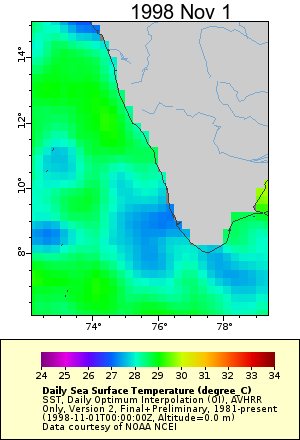 1998 Nov 1
14°
12°
10°
8°
74°
76°
78°
24 25 26 27 28 29 30 31 32 33 34
Daily Sea Surface Temperature (degree_C)
SST, Daily Optimum Interpolation (OI), AVHRR
Only, Version 2, Final+Preliminary, 1981-present
(1998-11-01T00:00:00Z, Altitude=0.0 m)
Data courtesy of NOAA NCEI